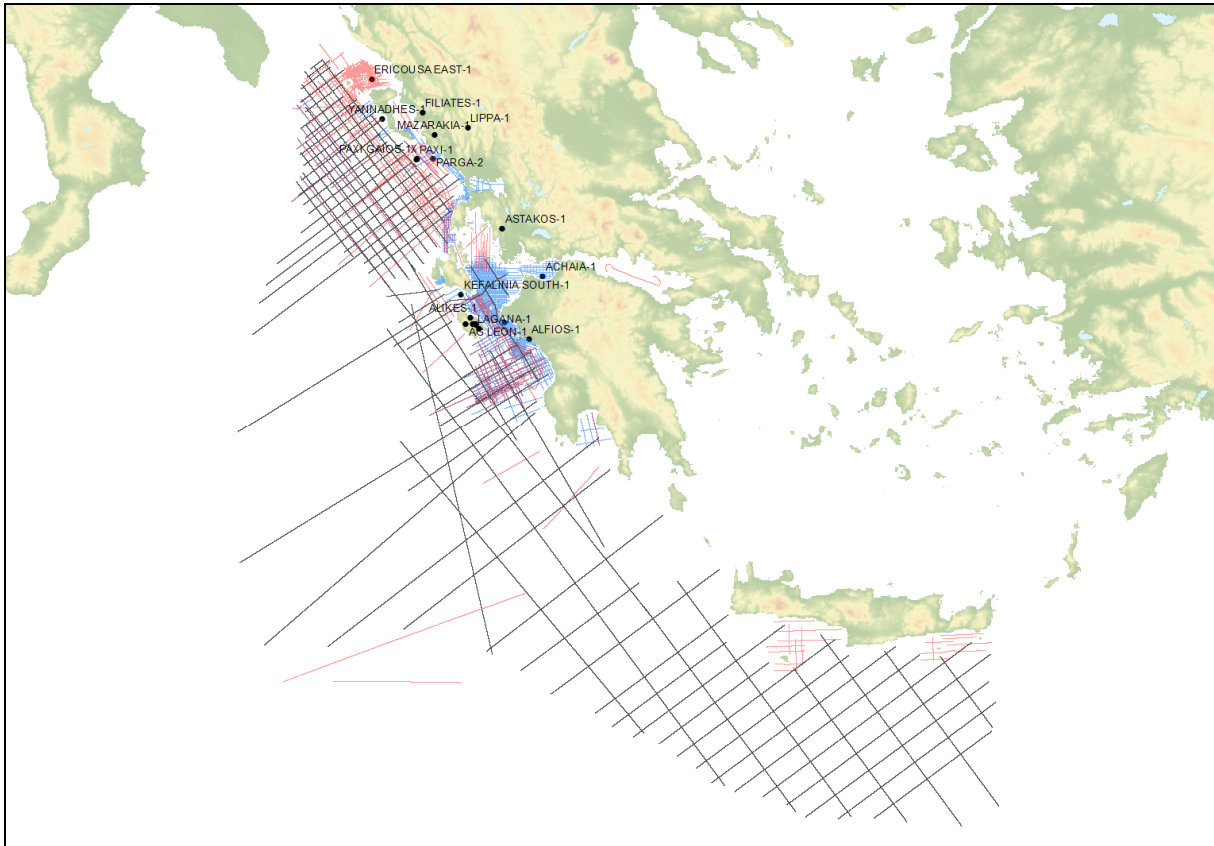 ERICOUSA EAST-1
FILIATES-1
YANNADHES-1
LIPPA-1
MAZARAKIA-1
PAXI GAIOS-1X PAXI-1
PARGA-2
ASTAKOS-1
ACHAIA-1
KEFALINIA SOUTH-1
ALIKES-1
LAGANA-1
AG LEON-1
ALFIOS-1